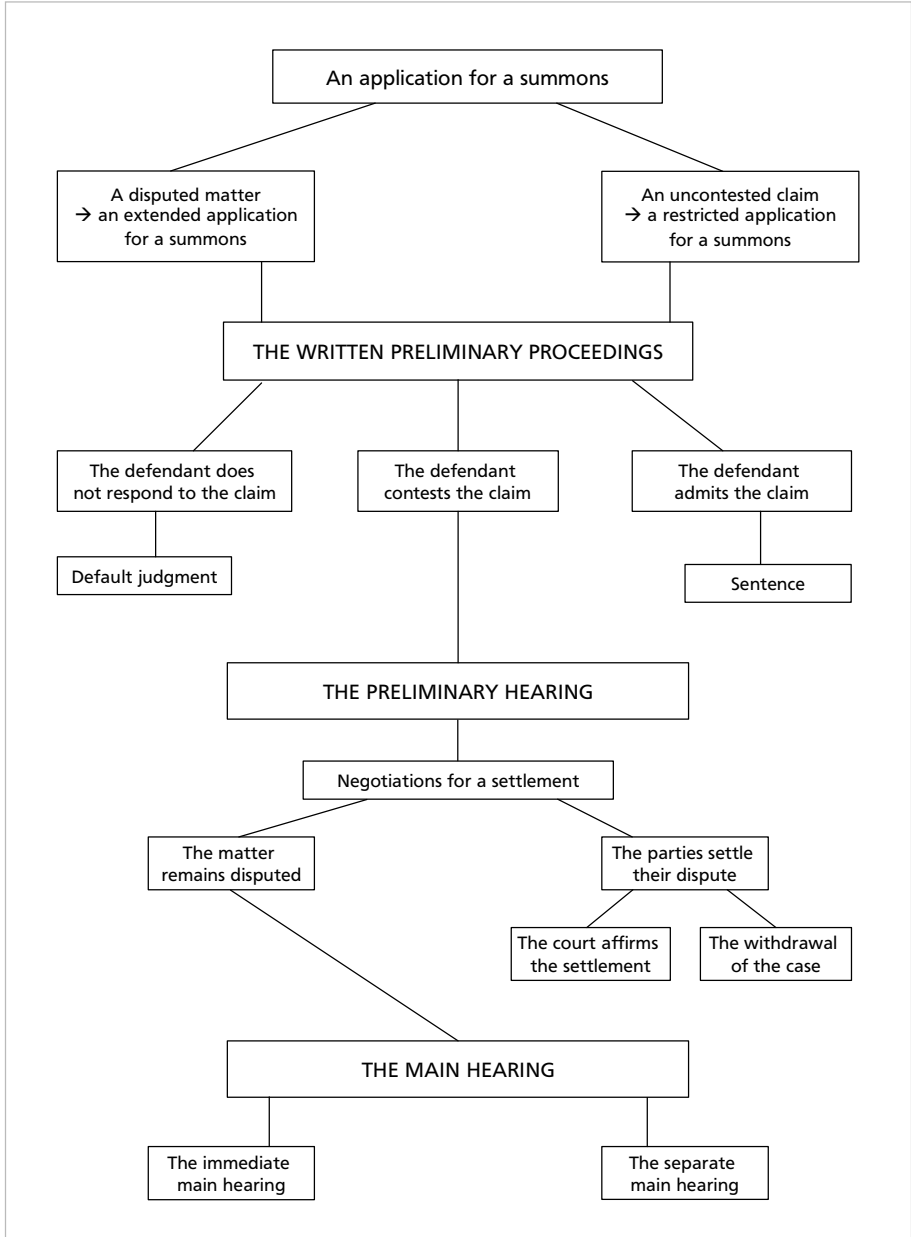 An application for a summons
A disputed matter
→ an extended application
for a summons
An uncontested claim
→ a restricted application
for a summons
THE WRITTEN PRELIMINARY PROCEEDINGS
The defendant does
not respond to the claim
The defendant
contests the claim
The defendant
admits the claim
Default judgment
Sentence
THE PRELIMINARY HEARING
Negotiations for a settlement
The matter
remains disputed
The parties settle
their dispute
The court affirms
the settlement
The withdrawal
of the case
THE MAIN HEARING
The immediate
main hearing
The separate
main hearing